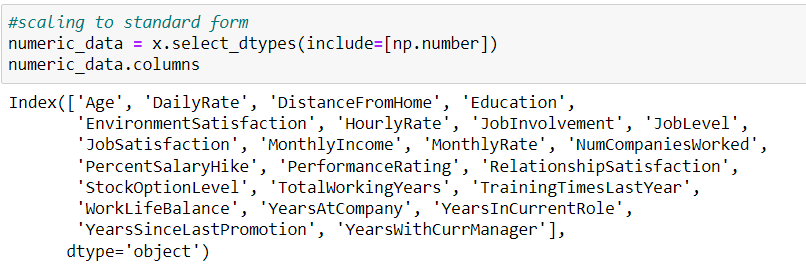 #scaling to standard form
numeric_data = x.select_dtypes(include=[np.number])
numeric_data.columns
Index(['Age', 'DailyRate', 'DistanceFromHome', 'Education',
'EnvironmentSatisfaction', 'HourlyRate', 'JobInvolvement', 'JobLevel',
'JobSatisfaction', 'MonthlyIncome', 'MonthlyRate', 'NumCompaniesWorked',
'PercentSalaryHike', 'PerformanceRating', 'RelationshipSatisfaction',
'StockOptionLevel', 'TotalWorkingYears', 'TrainingTimesLastYear',
'WorkLifeBalance', 'YearsAtCompany', 'YearsInCurrentRole',
'YearsSinceLastPromotion', 'YearsWithCurrManager'],
dtype='object')